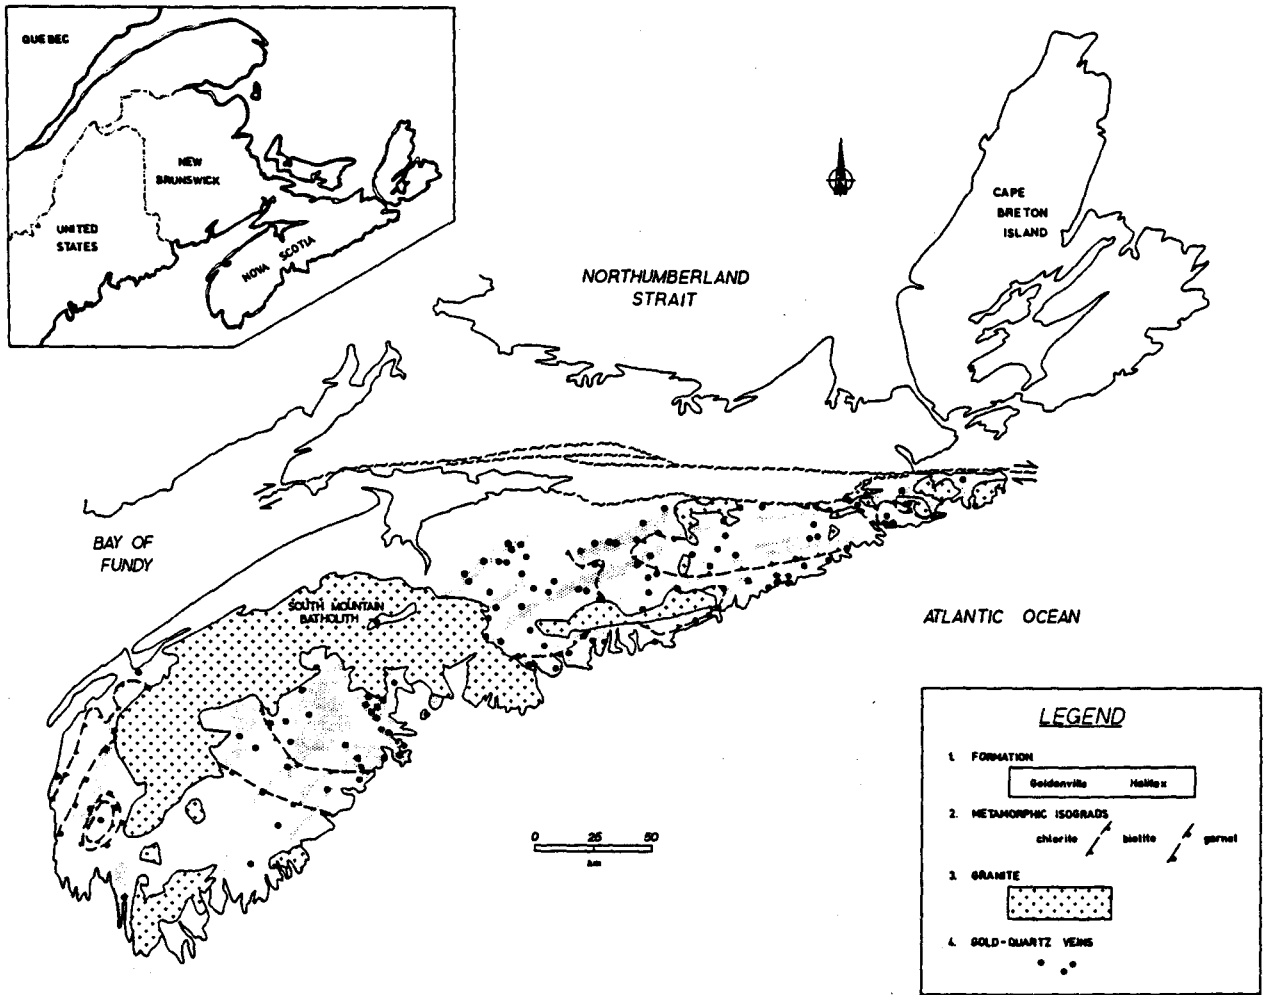 QUEBEC
NEW
BRUNSWICK
UNITED
STATES
NOVA SCOTIA
CAPE
BRETON
ISLAND
NORTHUMBERLAND
STRAIT
BAY OF
FUNDY
SOUTH MOUNTAIN
BATHOLITH
ATLANTIC OCEAN
0 25 50
km
LEGEND
1. FORMATION
Goldenville Halifax
2. METAMORPHIC ISOGRADS
chlorite biotite garnet
3. GRANITE
4. GOLD-QUARTZ VEINS